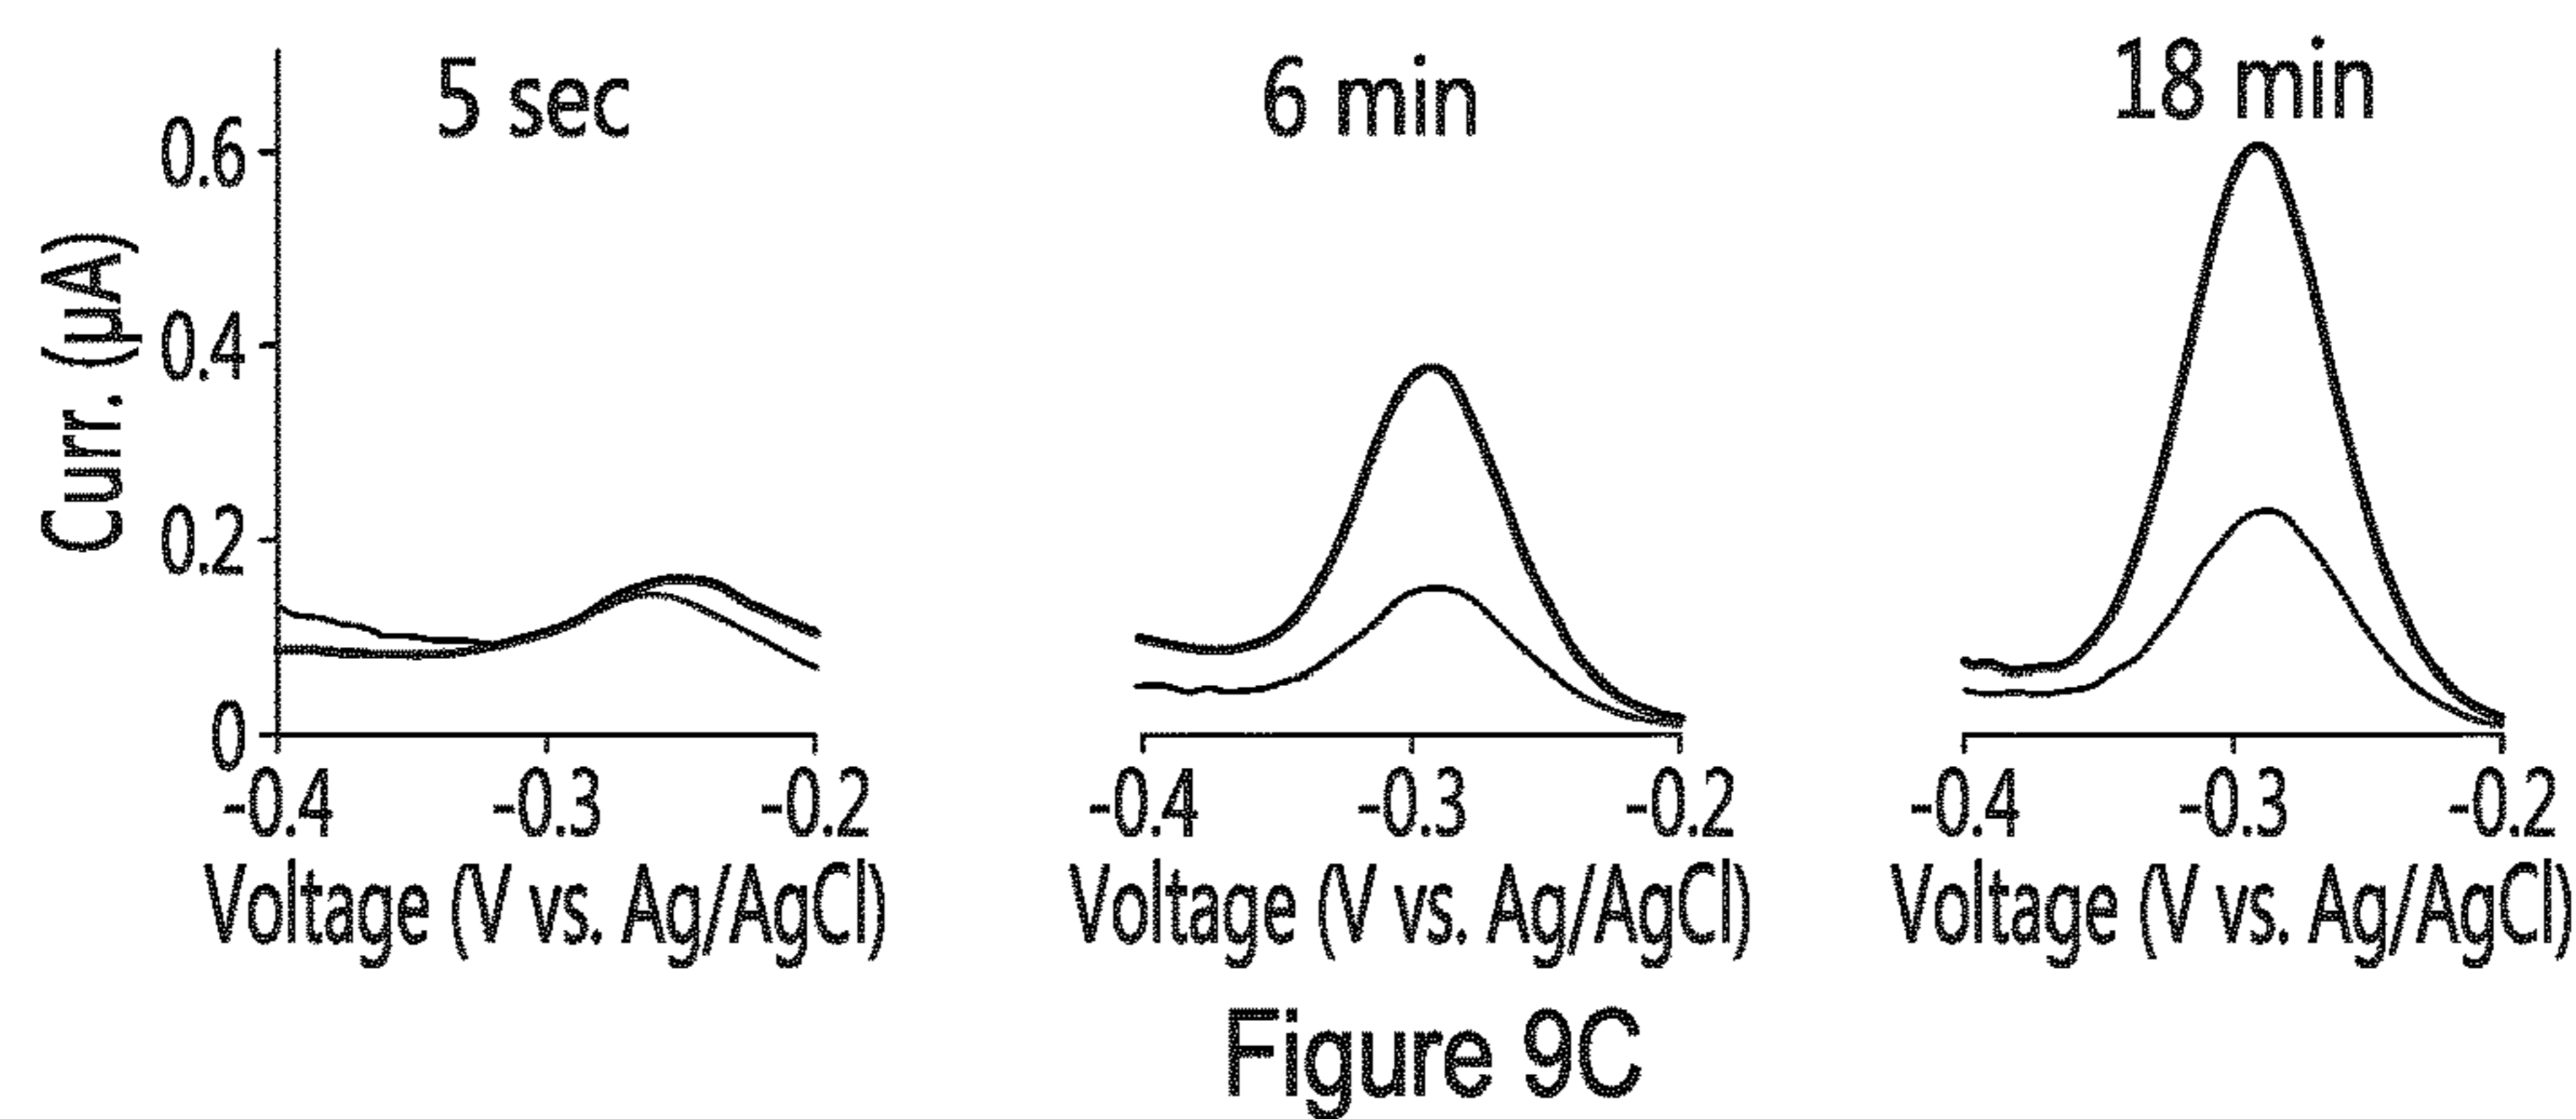 5 sec
6 min
18 min
Curr. (µA)
0.6
0.4
0.2
0
-0.4 -0.3 -0.2
-0.4 -0.3 -0.2
-0.4 -0.3 -0.2
Voltage (V vs. Ag/AgCl)
Voltage (V vs. Ag/AgCl)
Voltage (V vs. Ag/AgCl)
Figure 9C